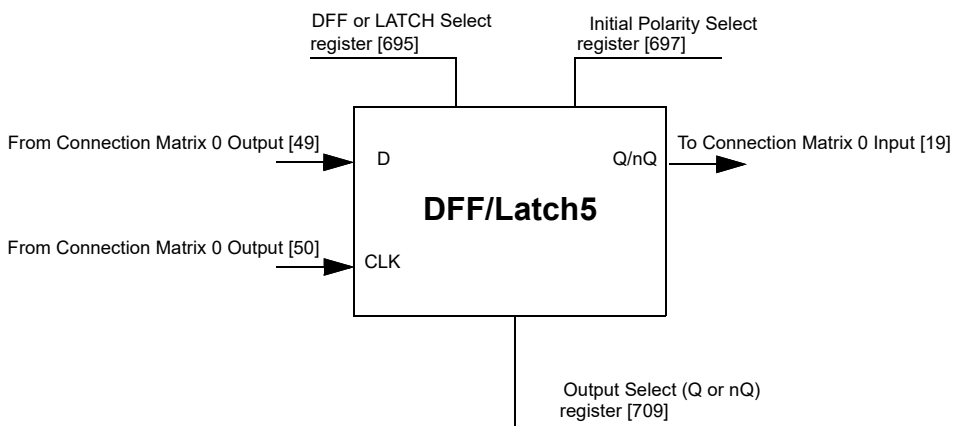 DFF or LATCH Select
register [695]
Initial Polarity Select
register [697]
From Connection Matrix 0 Output [49]
D
Q/nQ
To Connection Matrix 0 Input [19]
DFF/Latch5
From Connection Matrix 0 Output [50]
CLK
Output Select (Q or nQ)
register [709]